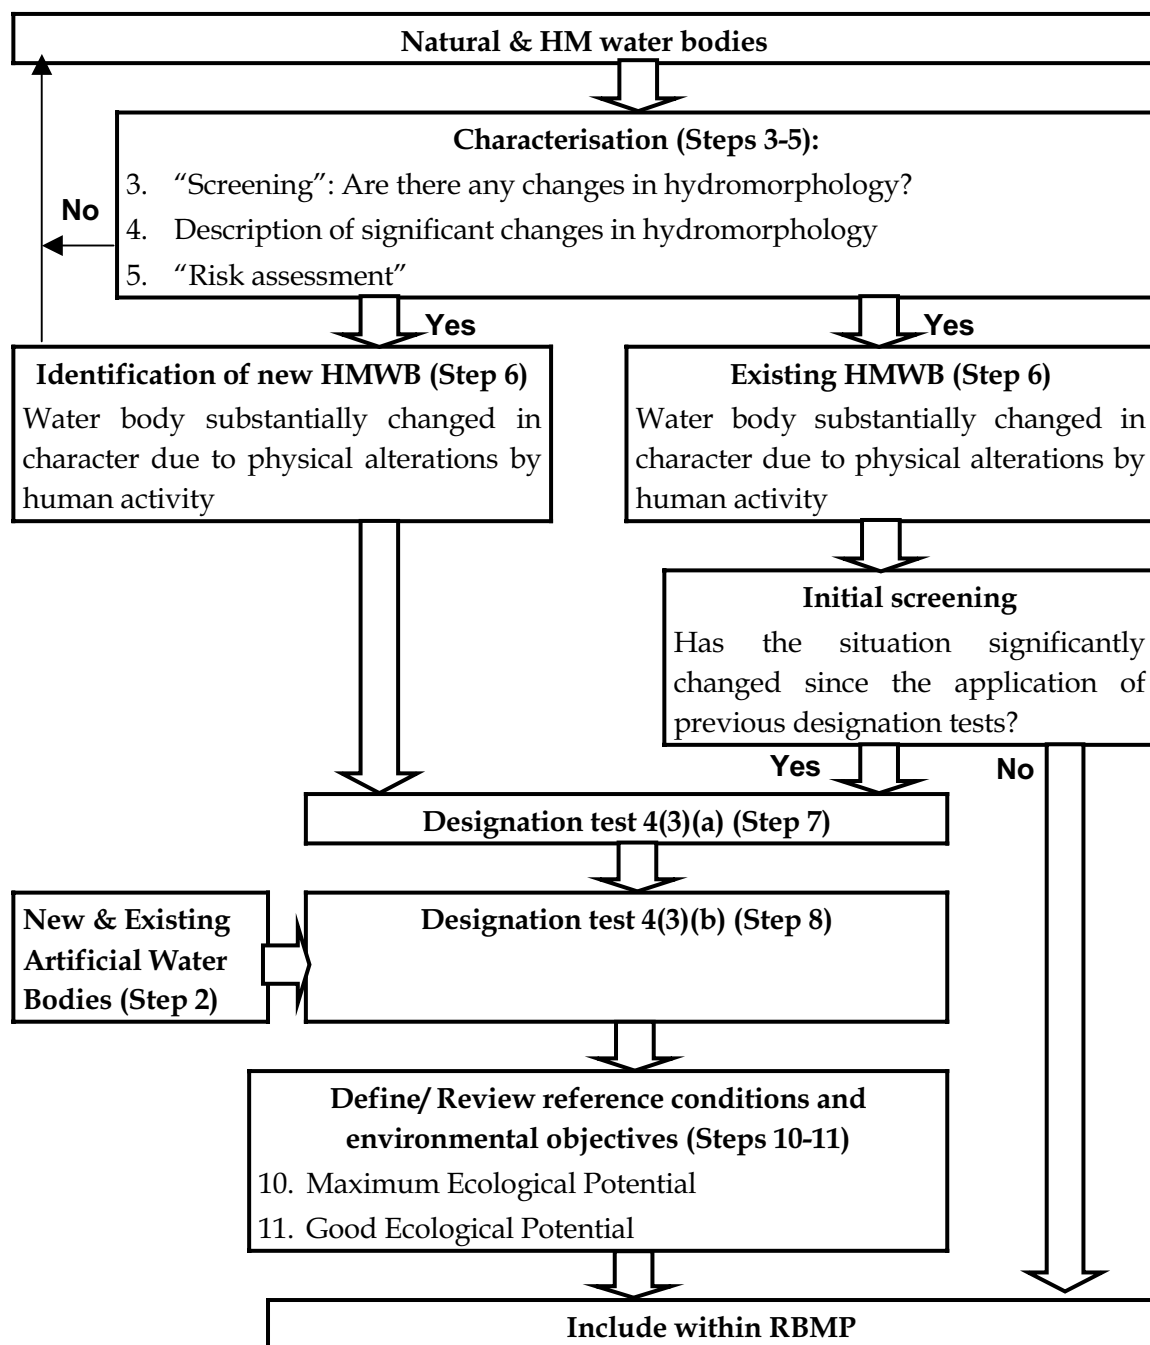 Natural & HM water bodies
Characterisation (Steps 3-5):
3. “Screening”: Are there any changes in hydromorphology?
No
4. Description of significant changes in hydromorphology
5. “Risk assessment”
Yes
Yes
Identification of new HMWB (Step 6)
Water body substantially changed in
character due to physical alterations by
human activity
Existing HMWB (Step 6)
Water body substantially changed in
character due to physical alterations by
human activity
Initial screening
Has the situation significantly
changed since the application of
previous designation tests?
Yes
No
Designation test 4(3)(a) (Step 7)
New & Existing
Artificial Water
Bodies (Step 2)
Designation test 4(3)(b) (Step 8)
Define/ Review reference conditions and
environmental objectives (Steps 10-11)
10. Maximum Ecological Potential
11. Good Ecological Potential
Include within RBMP